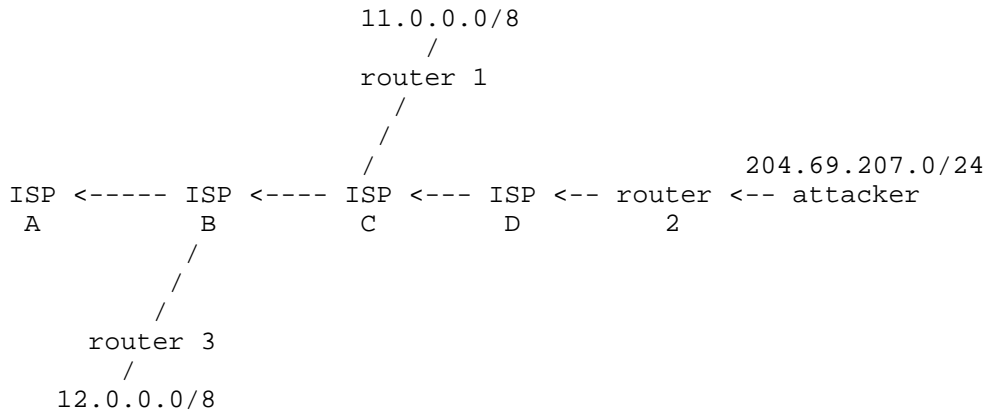 11.0.0.0/8
/
router 1
/
/
/ 204.69.207.0/24
ISP <----- ISP <---- ISP <--- ISP <-- router <-- attacker
A B C D 2
/
/
/
router 3
/
12.0.0.0/8